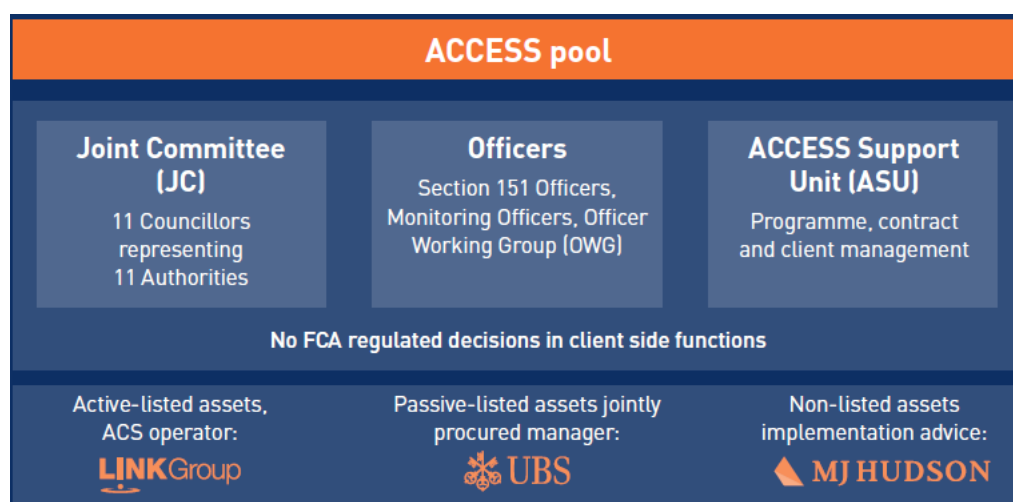 ACCESS pool
Joint Committee
(JC)
11 Councillors
representing
11 Authorities
Officers
Section 151 Officers,
Monitoring Officers, Officer
Working Group (OWG)
ACCESS Support
Unit (ASU)
Programme, contract
and client management
No FCA regulated decisions in client side functions
Active-listed assets,
ACS operator:
LINKGroup
Passive-listed assets jointly
procured manager:
UBS
Non-listed assets
implementation advice:
MJ HUDSON